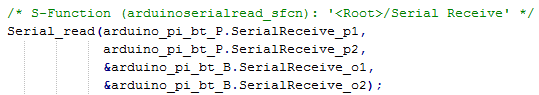 /* S-Function (arduinoserialread_sfcn): '<Root>/Serial Receive' */
Serial_read(arduino_pi_bt_P.SerialReceive_p1,
arduino_pi_bt_P.SerialReceive_p2,
&arduino_pi_bt_B.SerialReceive_o1,
&arduino_pi_bt_B.SerialReceive_o2);